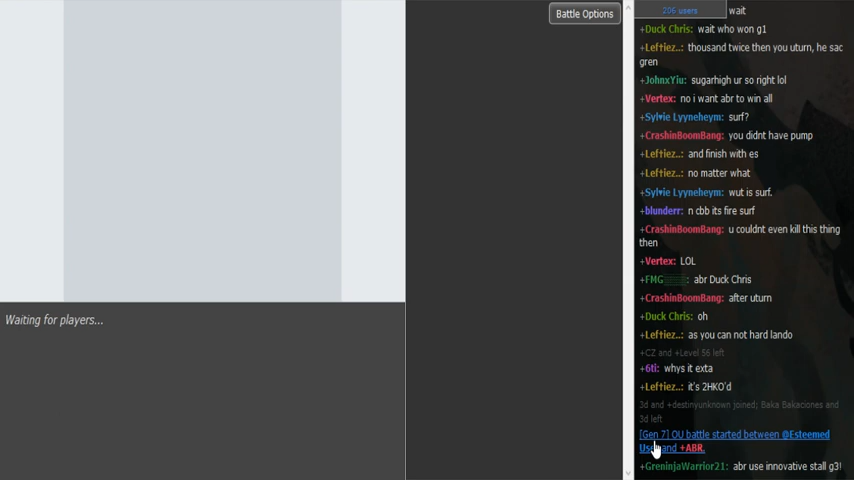 Battle Options
Waiting for players...
206 users
wait
+Duck Chris: wait who won g1
+Leftiez..: thousand twice then you uturn, he sac
gren
+JohnxYiu: sugarhigh ur so right lol
+Vertex: no i want abr to win all
+Syl♥ie Lyyneheym: surf?
+CrashinBoomBang: you didnt have pump
+Leftiez..: and finish with es
+Leftiez..: no matter what
+Syl♥ie Lyyneheym: wut is surf.
+blunderr: n cbb its fire surf
+CrashinBoomBang: u couldnt even kill this thing
then
+Vertex: LOL
+FMG: abr Duck Chris
+CrashinBoomBang: after uturn
+Duck Chris: oh
+Leftiez..: as you can not hard lando
+CZ and +Level 56 left
+6ti: whys it exta
+Leftiez..: it's 2HKO'd
3d and +destinyunknown joined; Baka Bakaciones and
3d left
[Gen 7] OU battle started between @Esteemed
and +ABR.
+GreninjaWarrior21: abr use innovative stall g3!